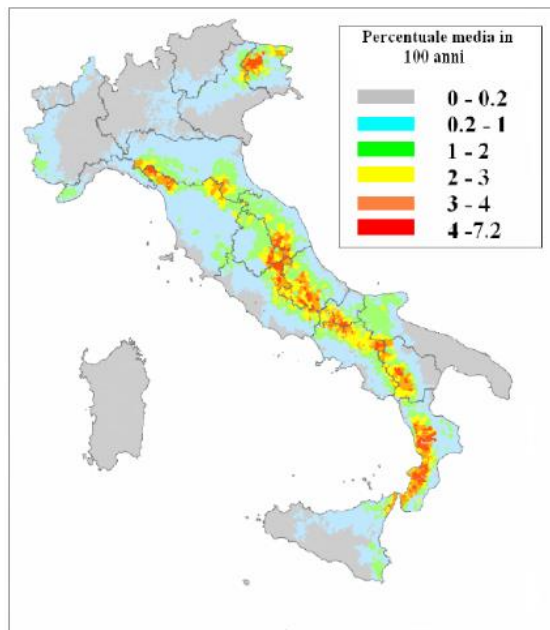 Percentuale media in
100 anni
0 - 0.2
0.2 - 1
1 - 2
2 - 3
3 - 4
4 -7.2